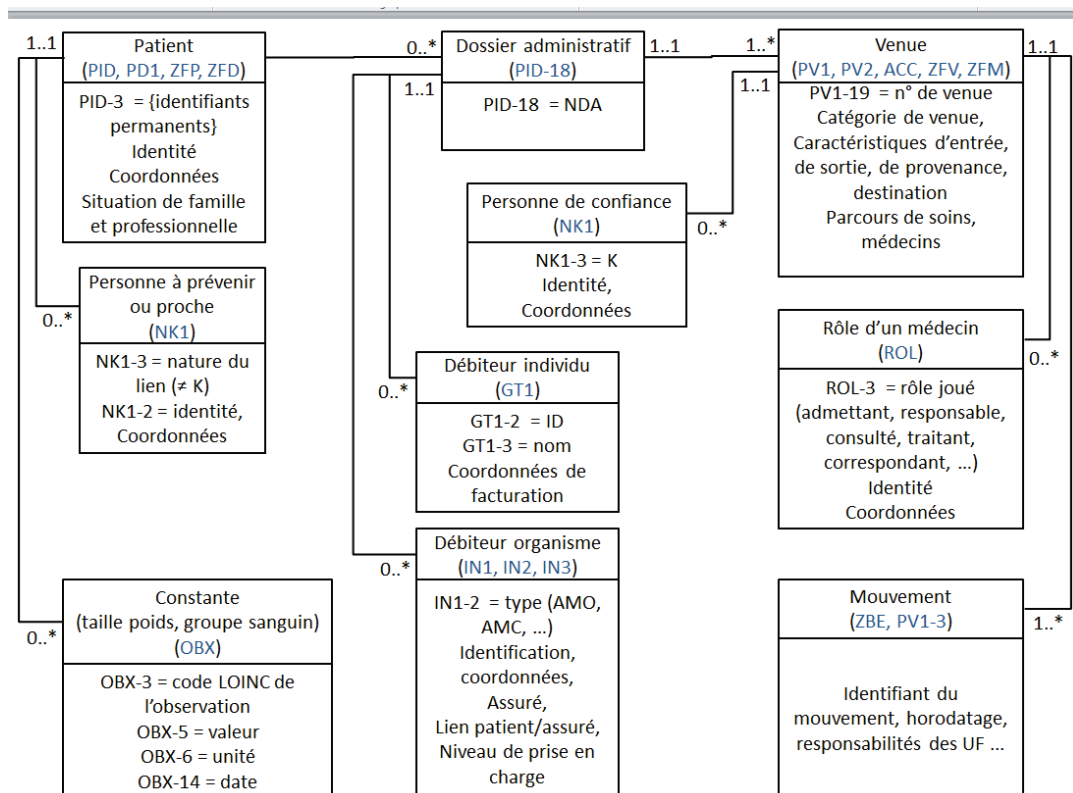 1..1
Patient
(PID, PD1, ZFP, ZFD)
PID-3 = {identifiants
permanents}
Identité
Coordonnées
Situation de famille
et professionnelle
0..*
Dossier administratif
(PID-18)
1..1
1..1
PID-18 = NDA
1..*
Venue
(PV1, PV2, ACC, ZFV, ZFM)
1..1
1..1
PV1-19 = n° de venue
Catégorie de venue,
Caractéristiques d'entrée,
de sortie, de provenance,
destination
Parcours de soins,
médecins
Personne de confiance
(NK1)
0..*
NK1-3 = K
Identité,
Coordonnées
Personne à prévenir
ou proche
(NK1)
0..*
NK1-3 = nature du
lien (≠ K)
NK1-2 = identité,
Coordonnées
Débiteur individu
(GT1)
0..*
GT1-2 = ID
GT1-3 = nom
Coordonnées de
facturation
Rôle d'un médecin
(ROL)
0..*
ROL-3 = rôle joué
(admettant, responsable,
consulté, traitant,
correspondant, ...)
Identité
Coordonnées
Débiteur organisme
(IN1, IN2, IN3)
0..*
IN1-2 = type (AMO,
AMC, ...)
Identification,
coordonnées,
Assuré,
Lien patient/assuré,
Niveau de prise en
charge
Constante
(taille poids, groupe sanguin)
(OBX)
0..*
OBX-3 = code LOINC de
l'observation
OBX-5 = valeur
OBX-6 = unité
OBX-14 = date
Mouvement
(ZBE, PV1-3)
1..*
Identifiant du
mouvement, horodatage,
responsabilités des UF ...